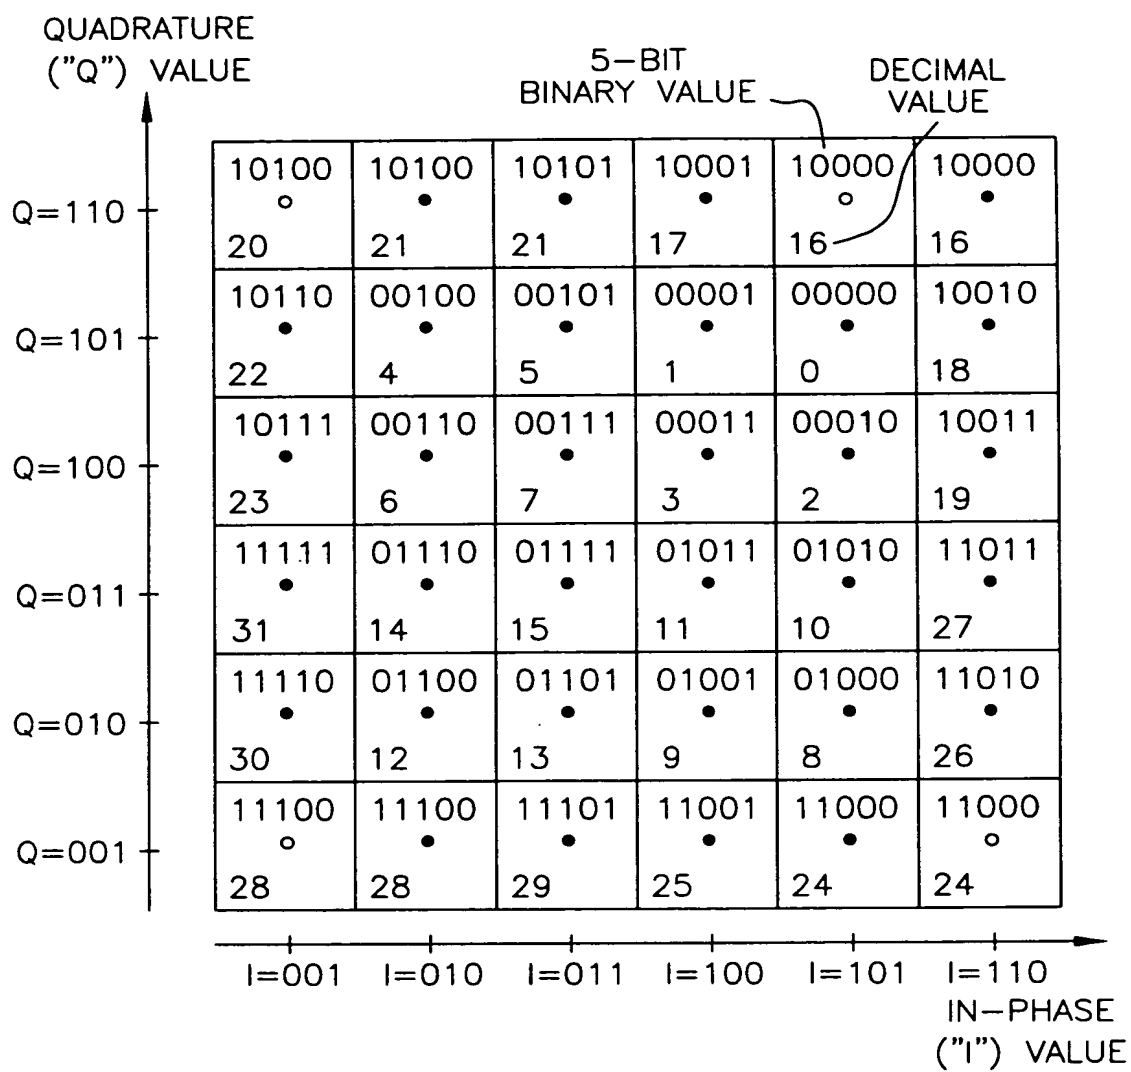 QUADRATURE
("Q") VALUE
5-BIT
BINARY VALUE
DECIMAL
VALUE
10100 10100 10101 10001 10000 10000
Q=110
20 21 21 17 16 16
10110 00100 00101 00001 00000 10010
Q=101
22 4 5 1 0 18
10111 00110 00111 00011 00010 10011
Q=100
23 6 7 3 2 19
11111 01110 01111 01011 01010 11011
Q=011
31 14 15 11 10 27
11110 01100 01101 01001 01000 11010
Q=010
30 12 13 9 8 26
11100 11100 11101 11001 11000 11000
Q=001
28 28 29 25 24 24
I=001 I=010 I=011 I=100 I=101 I=110
IN-PHASE
("I") VALUE